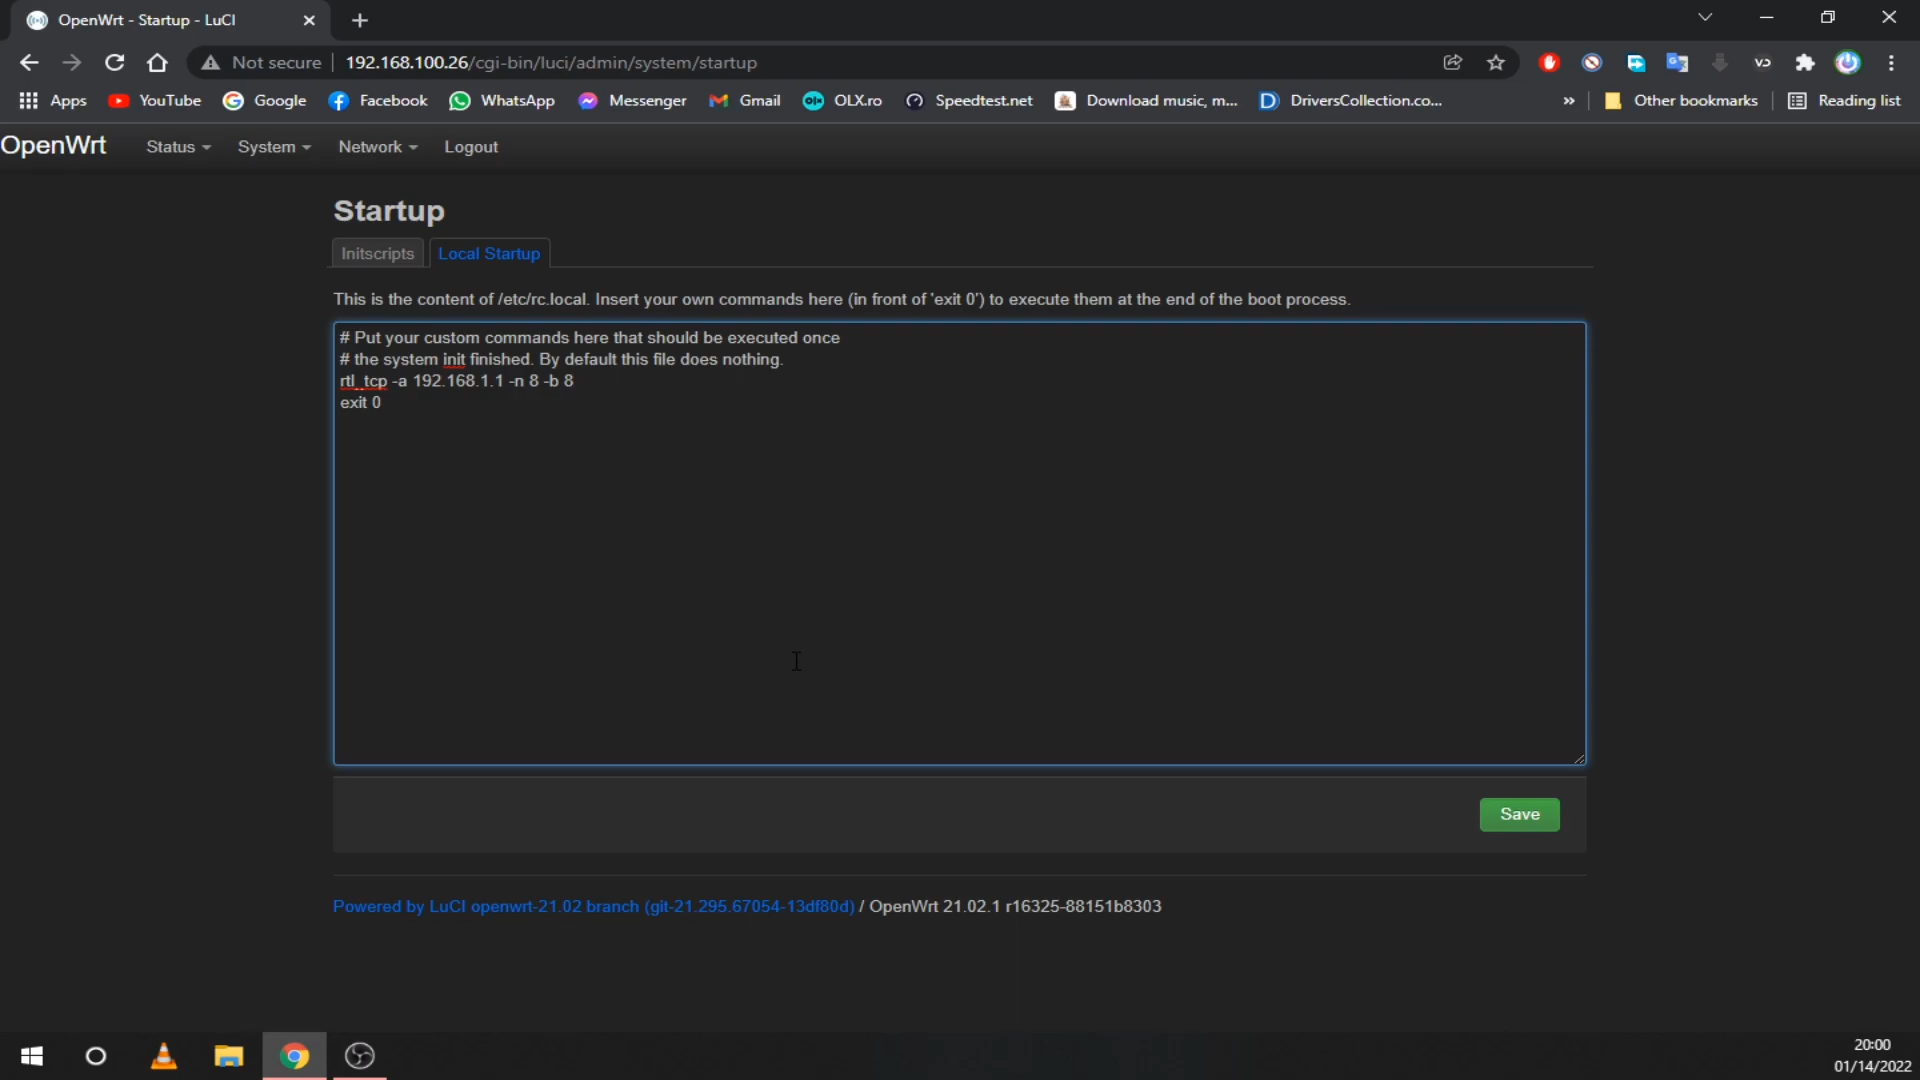 OpenWrt - Startup - LuCI
Not secure 192.168.100.26/cgi-bin/luci/admin/system/startup
Apps YouTube Google Facebook WhatsApp Messenger Gmail OLX.ro Speedtest.net Download music, m... DriversCollection.co... » Other bookmarks Reading list
OpenWrt Status System Network Logout
Startup
Initscripts Local Startup
This is the content of /etc/rc.local. Insert your own commands here (in front of 'exit 0') to execute them at the end of the boot process.
# Put your custom commands here that should be executed once
# the system init finished. By default this file does nothing.
rtl_tcp -a 192.168.1.1 -n 8 -b 8
exit 0
Save
Powered by LuCI openwrt-21.02 branch (git-21.295.67054-13df80d) / OpenWrt 21.02.1 r16325-88151b8303
20:00
01/14/2022